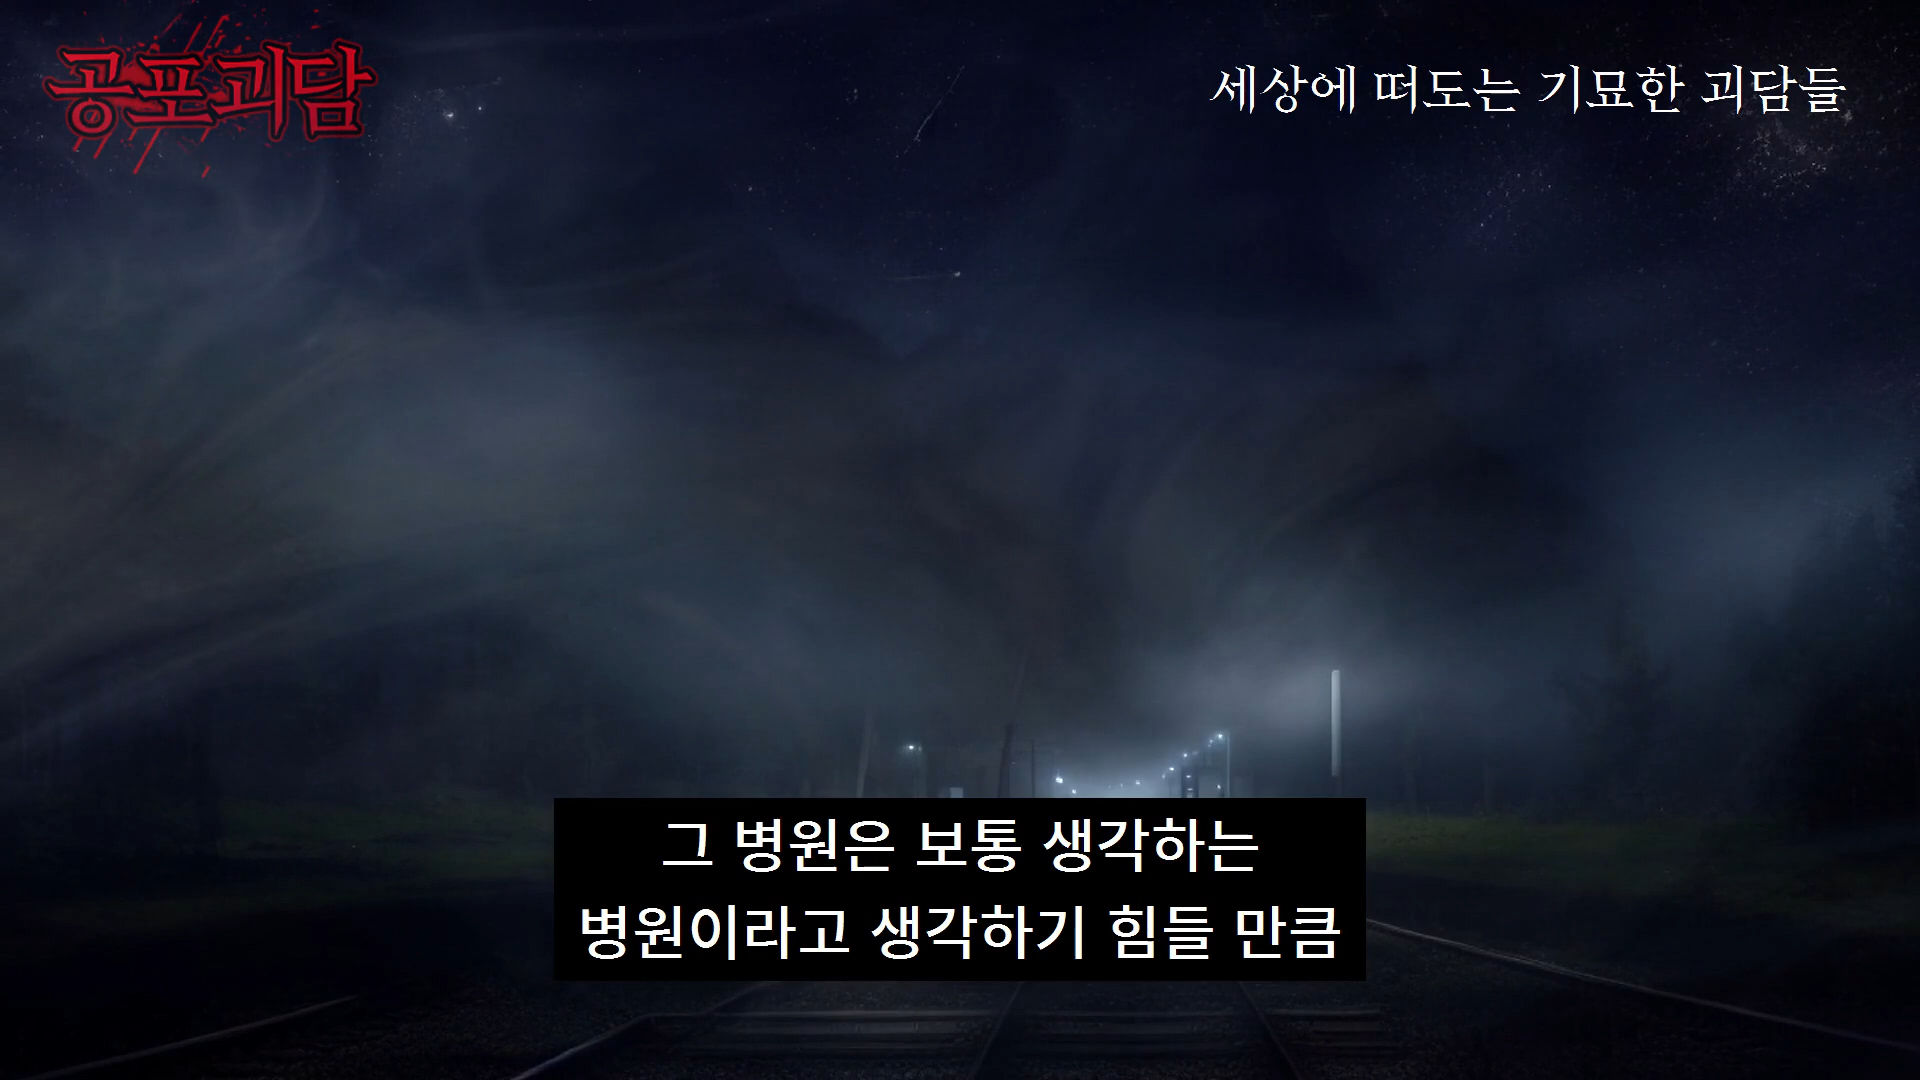 공포괴담
세상에 떠도는 기묘한 괴담들
그 병원은 보통 생각하는
병원이라고 생각하기 힘들 만큼